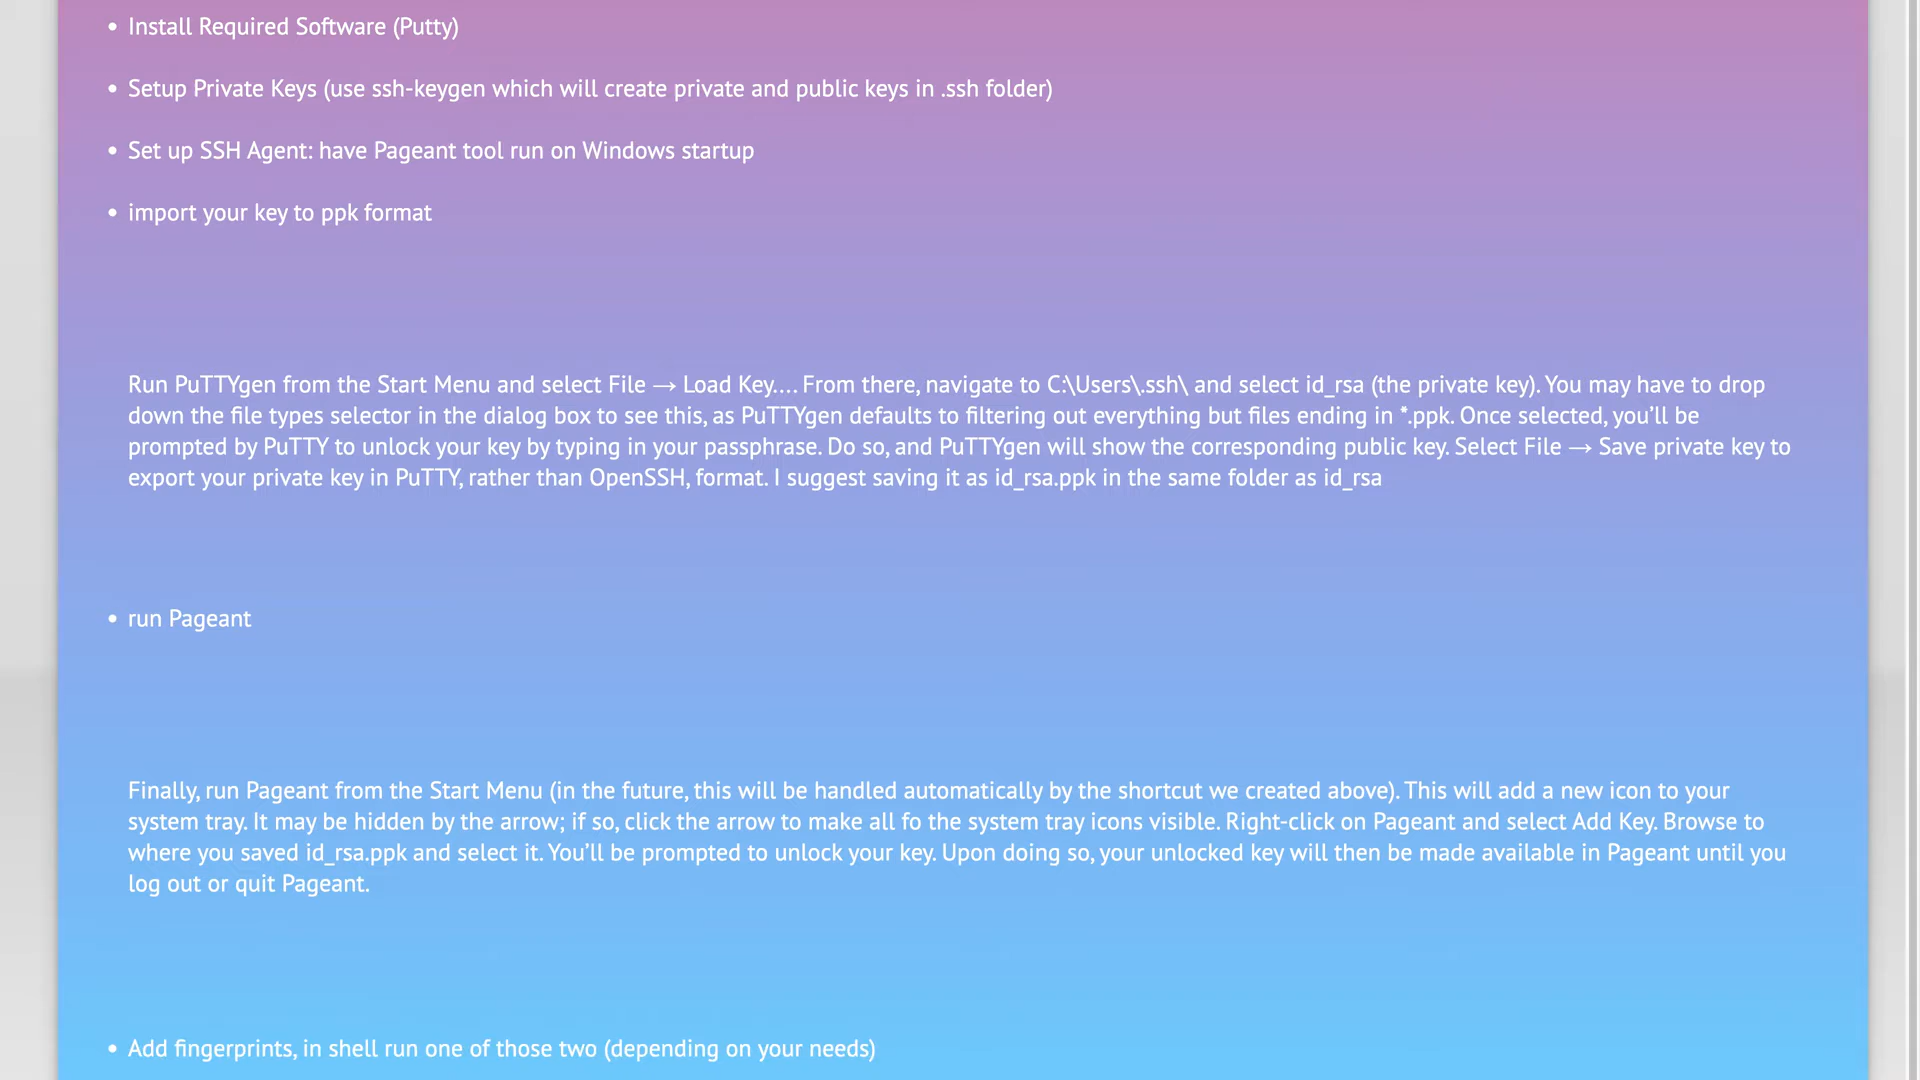 • Install Required Software (Putty)
• Setup Private Keys (use ssh-keygen which will create private and public keys in .ssh folder)
• Set up SSH Agent: have Pageant tool run on Windows startup
• import your key to ppk format
Run PuTTYgen from the Start Menu and select File → Load Key.... From there, navigate to C:\Users\.ssh\ and select id_rsa (the private key). You may have to drop
down the file types selector in the dialog box to see this, as PuTTYgen defaults to filtering out everything but files ending in *.ppk. Once selected, you’ll be
prompted by PuTTY to unlock your key by typing in your passphrase. Do so, and PuTTYgen will show the corresponding public key. Select File → Save private key to
export your private key in PuTTY, rather than OpenSSH, format. I suggest saving it as id_rsa.ppk in the same folder as id_rsa
• run Pageant
Finally, run Pageant from the Start Menu (in the future, this will be handled automatically by the shortcut we created above). This will add a new icon to your
system tray. It may be hidden by the arrow; if so, click the arrow to make all fo the system tray icons visible. Right-click on Pageant and select Add Key. Browse to
where you saved id_rsa.ppk and select it. You’ll be prompted to unlock your key. Upon doing so, your unlocked key will then be made available in Pageant until you
log out or quit Pageant.
• Add fingerprints, in shell run one of those two (depending on your needs)